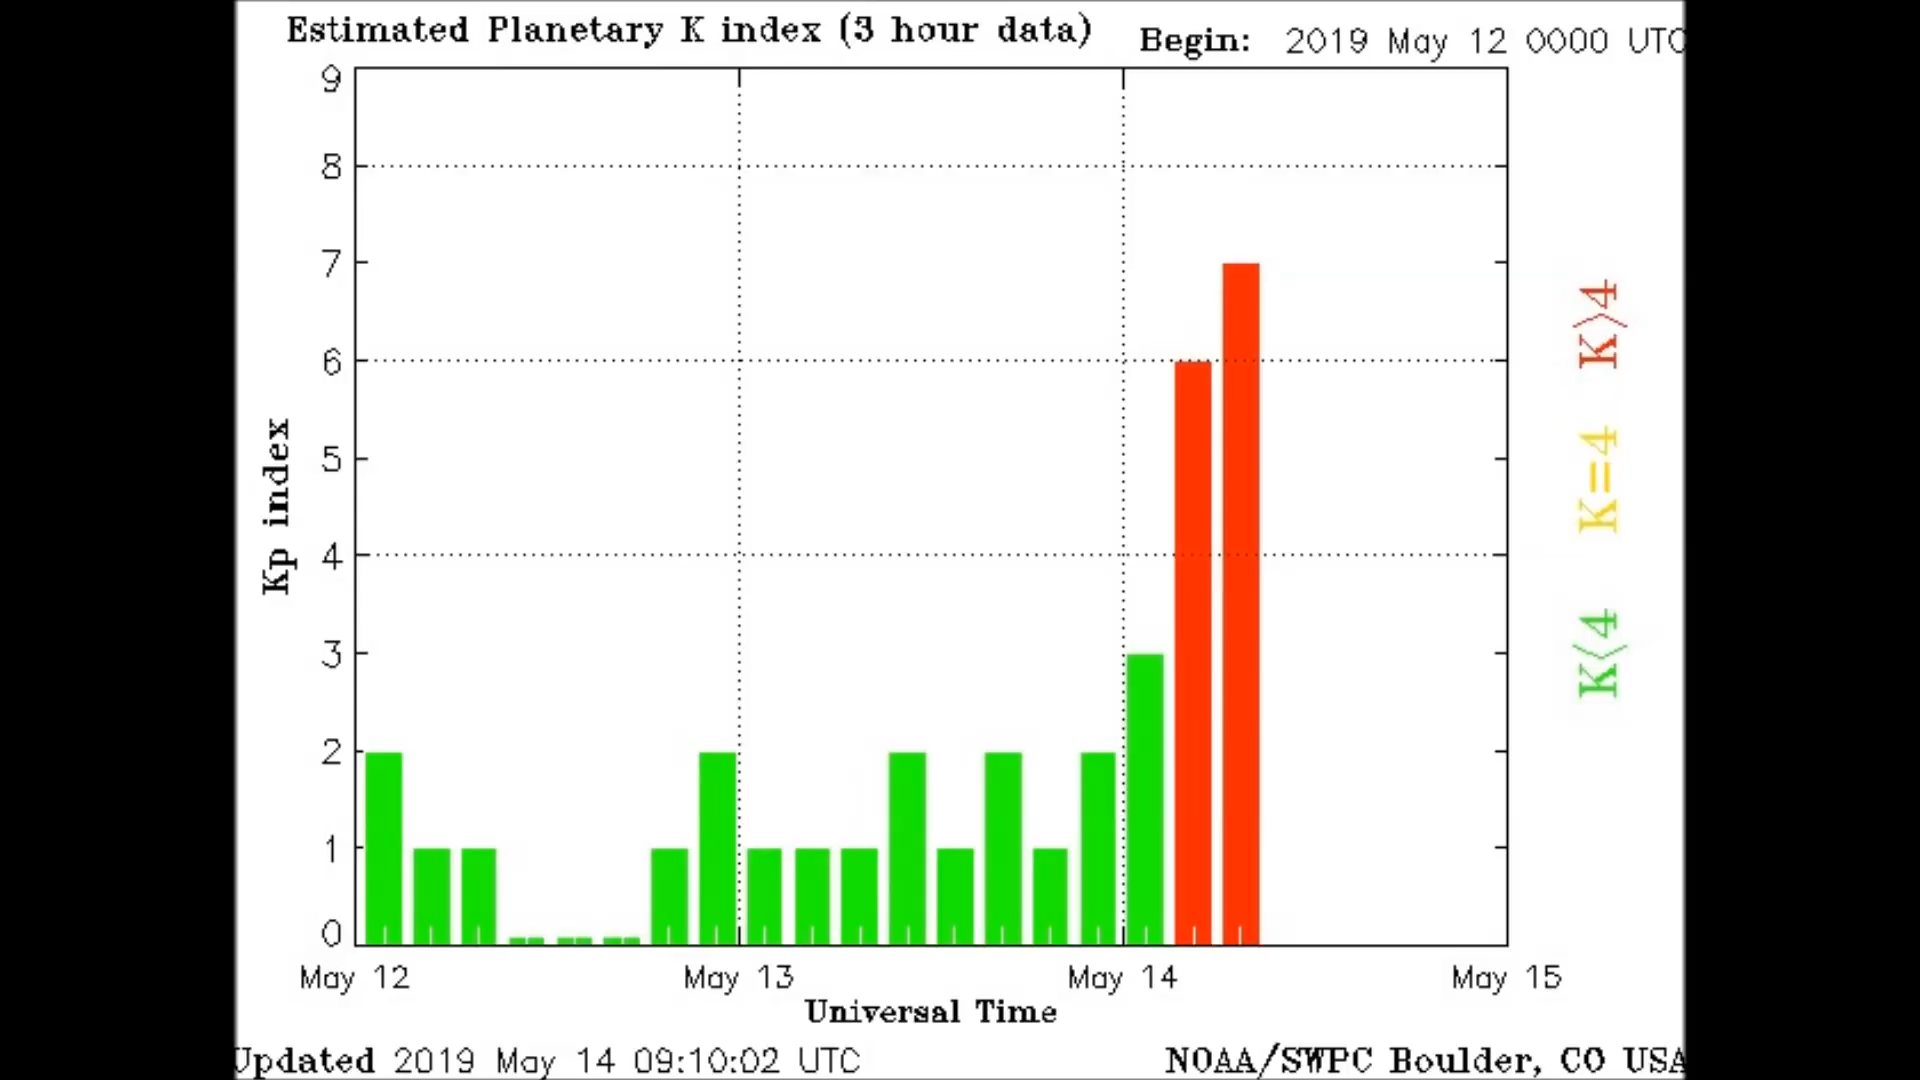 Estimated Planetary K index (3 hour data)
Begin: 2019 May 12 0000 UTC
9
8
7
6
5
4
3
2
1
0
Kp index
K>4
K=4
K<4
May 12
May 13
May 14
May 15
Universal Time
Updated 2019 May 14 09:10:02 UTC
NOAA/SWPC Boulder, CO USA